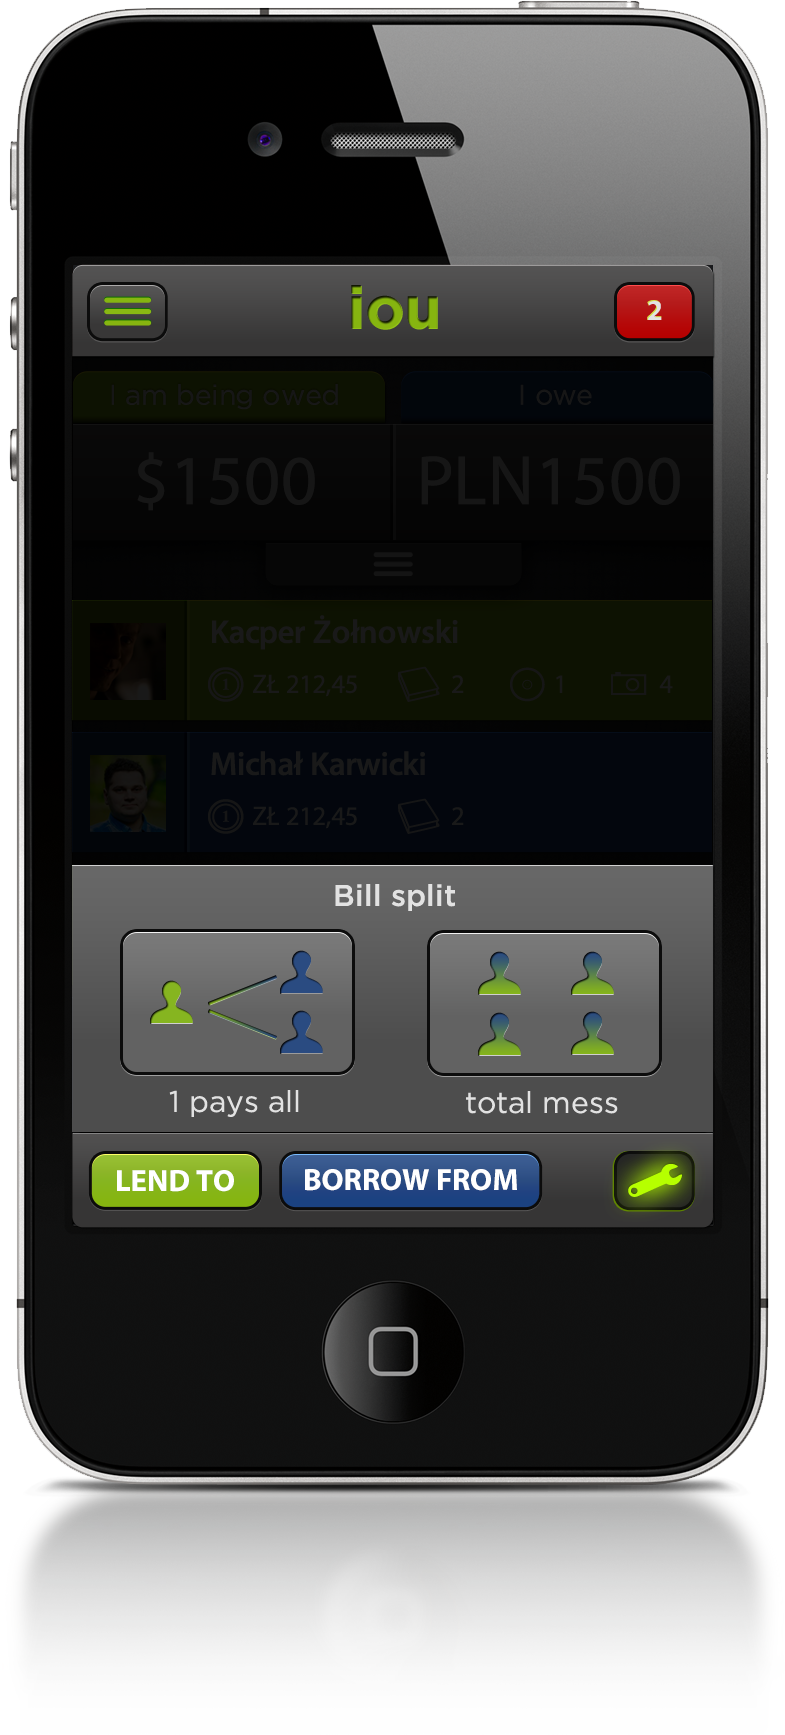 iou
2
I am being owed
I owe
$1500
PLN1500
Kacper Żołnowski
ZŁ 212,45 2 1 4
Michał Karwicki
ZŁ 212,45 2
Bill split
1 pays all
total mess
LEND TO
BORROW FROM